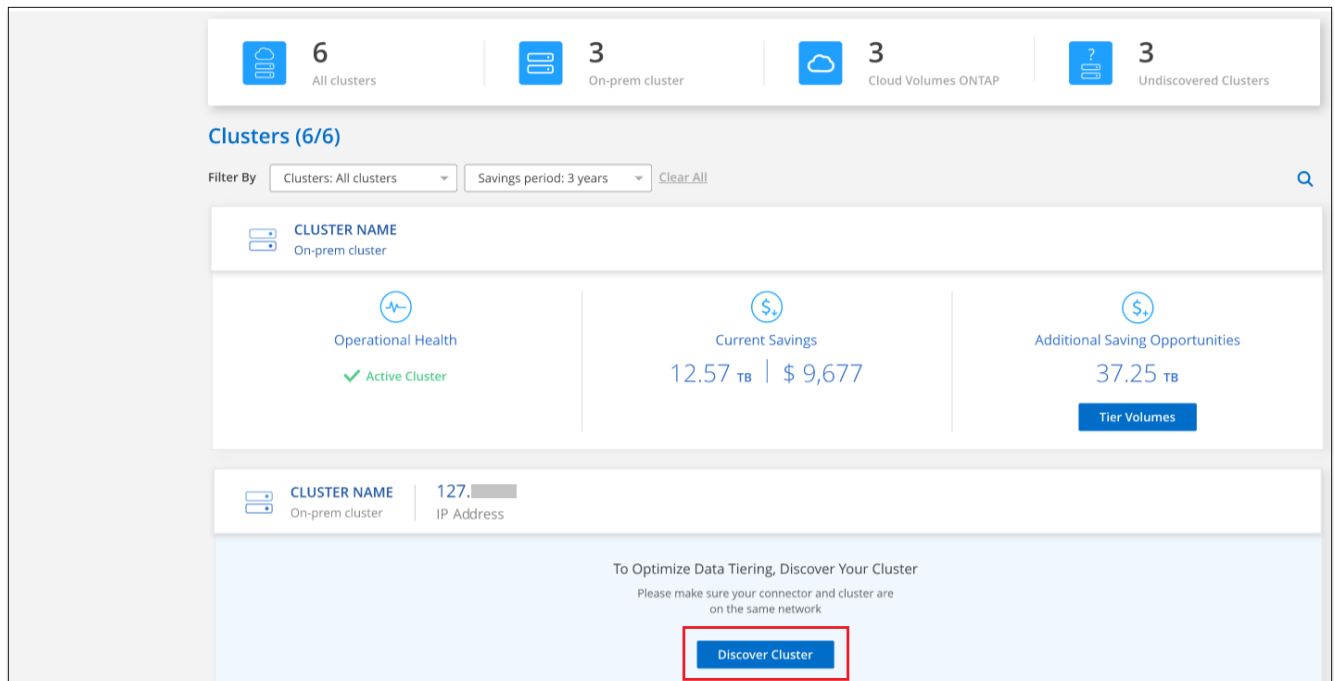 6
All clusters
3
On-prem cluster
3
Cloud Volumes ONTAP
?
3
Undiscovered Clusters
Clusters (6/6)
Filter By Clusters: All clusters Savings period: 3 years Clear All
CLUSTER NAME
On-prem cluster
Operational Health
Active Cluster
$
Current Savings
12.57 TB | $ 9,677
$+
Additional Saving Opportunities
37.25 TB
Tier Volumes
CLUSTER NAME
On-prem cluster
127.
IP Address
To Optimize Data Tiering, Discover Your Cluster
Please make sure your connector and cluster are
on the same network
Discover Cluster